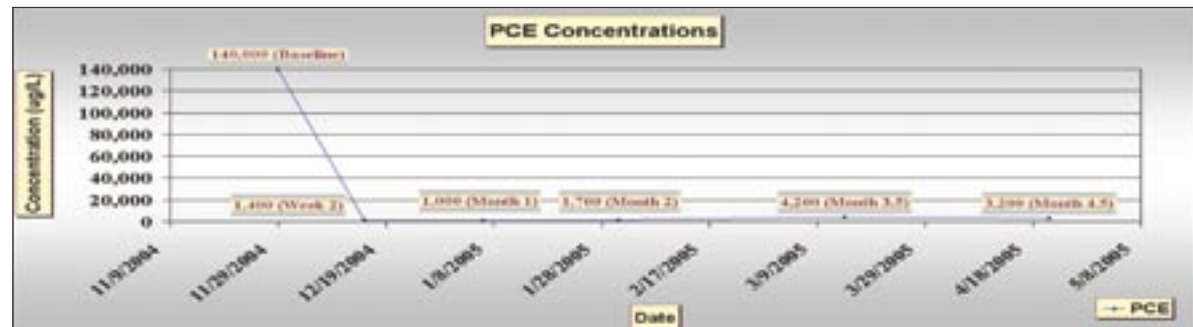 PCE Concentrations
140,000 (Baseline)
Concentration (ug/L)
140,000
120,000
100,000
80,000
60,000
40,000
20,000
0
1,400 (Week 2)
1,000 (Month 1)
1,700 (Month 2)
4,200 (Month 3.5)
3,200 (Month 4.5)
11/9/2004
11/29/2004
12/19/2004
1/8/2005
1/28/2005
2/17/2005
3/9/2005
3/29/2005
4/18/2005
5/8/2005
Date
PCE